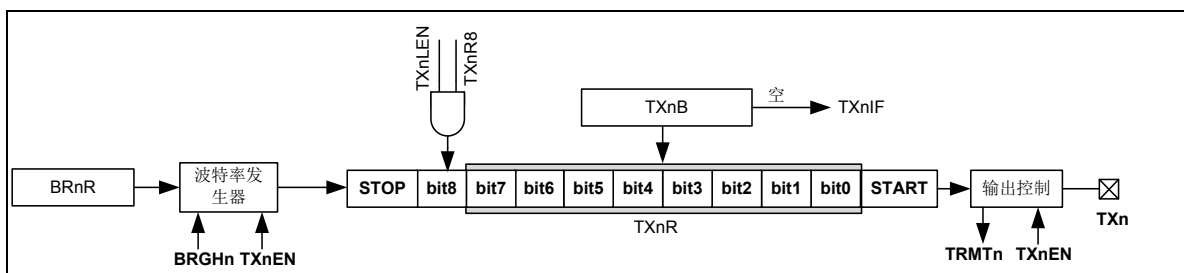 TXnLEN
TXnR8
TXnB
空
TXnIF
BRnR
波特率发
生器
STOP
bit8
bit7
bit6
bit5
bit4
bit3
bit2
bit1
bit0
START
输出控制
TXn
TXnR
BRGHn
TXnEN
TRMTn
TXnEN